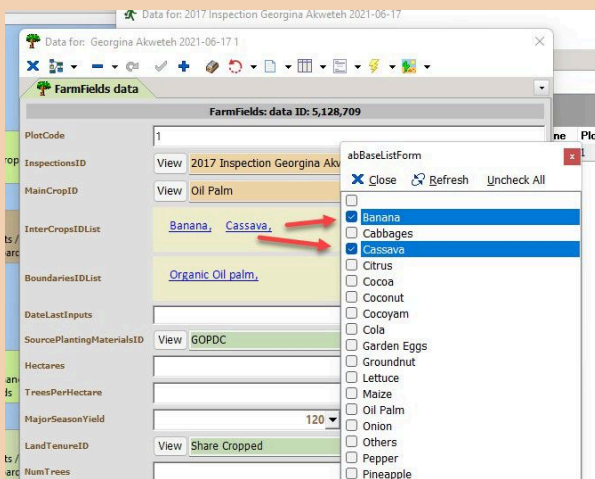 Data for: 2017 Inspection Georgina Akweteh 2021-06-17
Data for: Georgina Akweteh 2021-06-17 1
FarmFields data
FarmFields: data ID: 5,128,709
PlotCode
1
InspectionsID
View
2017 Inspection Georgina Akw
MainCropID
View
Oil Palm
InterCropsIDList
Banana, Cassava,
BoundariesIDList
Organic Oil palm,
DateLastInputs
SourcePlantingMaterialsID
View
GOPDC
Hectares
TreesPerHectare
MajorSeasonYield
120
LandTenureID
View
Share Cropped
NumTrees
abBaseListForm
x
Close
Refresh
Uncheck All
Banana
Cabbages
Cassava
Citrus
Cocoa
Coconut
Cocoyam
Cola
Garden Eggs
Groundnut
Lettuce
Maize
Oil Palm
Onion
Others
Pepper
Pineapple
ne
Plo
1